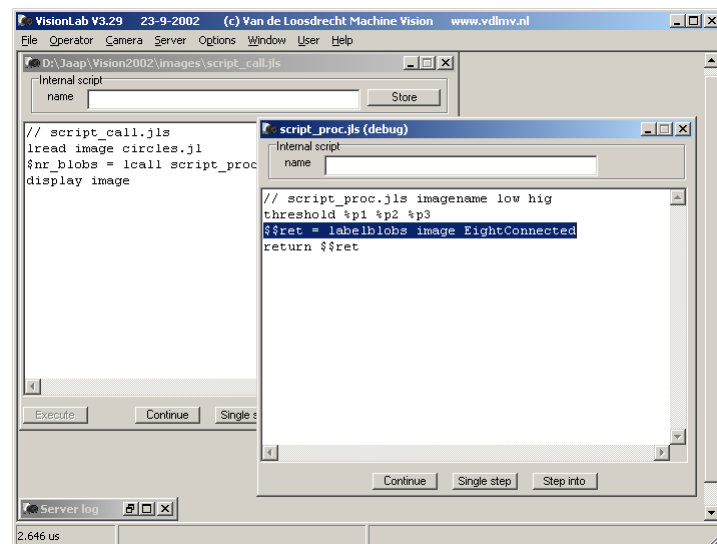 VisionLab V3.29 23-9-2002 (c) Van de Loosdrecht Machine Vision www.vdlmv.nl
File Operator Camera Server Options Window User Help
D:\Jaap\Vision2002\images\script_call.jls
Internal script
name
Store
// script_call.jls
lread image circles.jl
$nr_blobs = lcall script_proc
display image
Execute Continue Single s
script_proc.jls (debug)
Internal script
name
// script_proc.jls imagename low hig
threshold %p1 %p2 %p3
$$ret = labelblobs image EightConnected
return $$ret
Continue Single step Step into
Server log
2.646 us